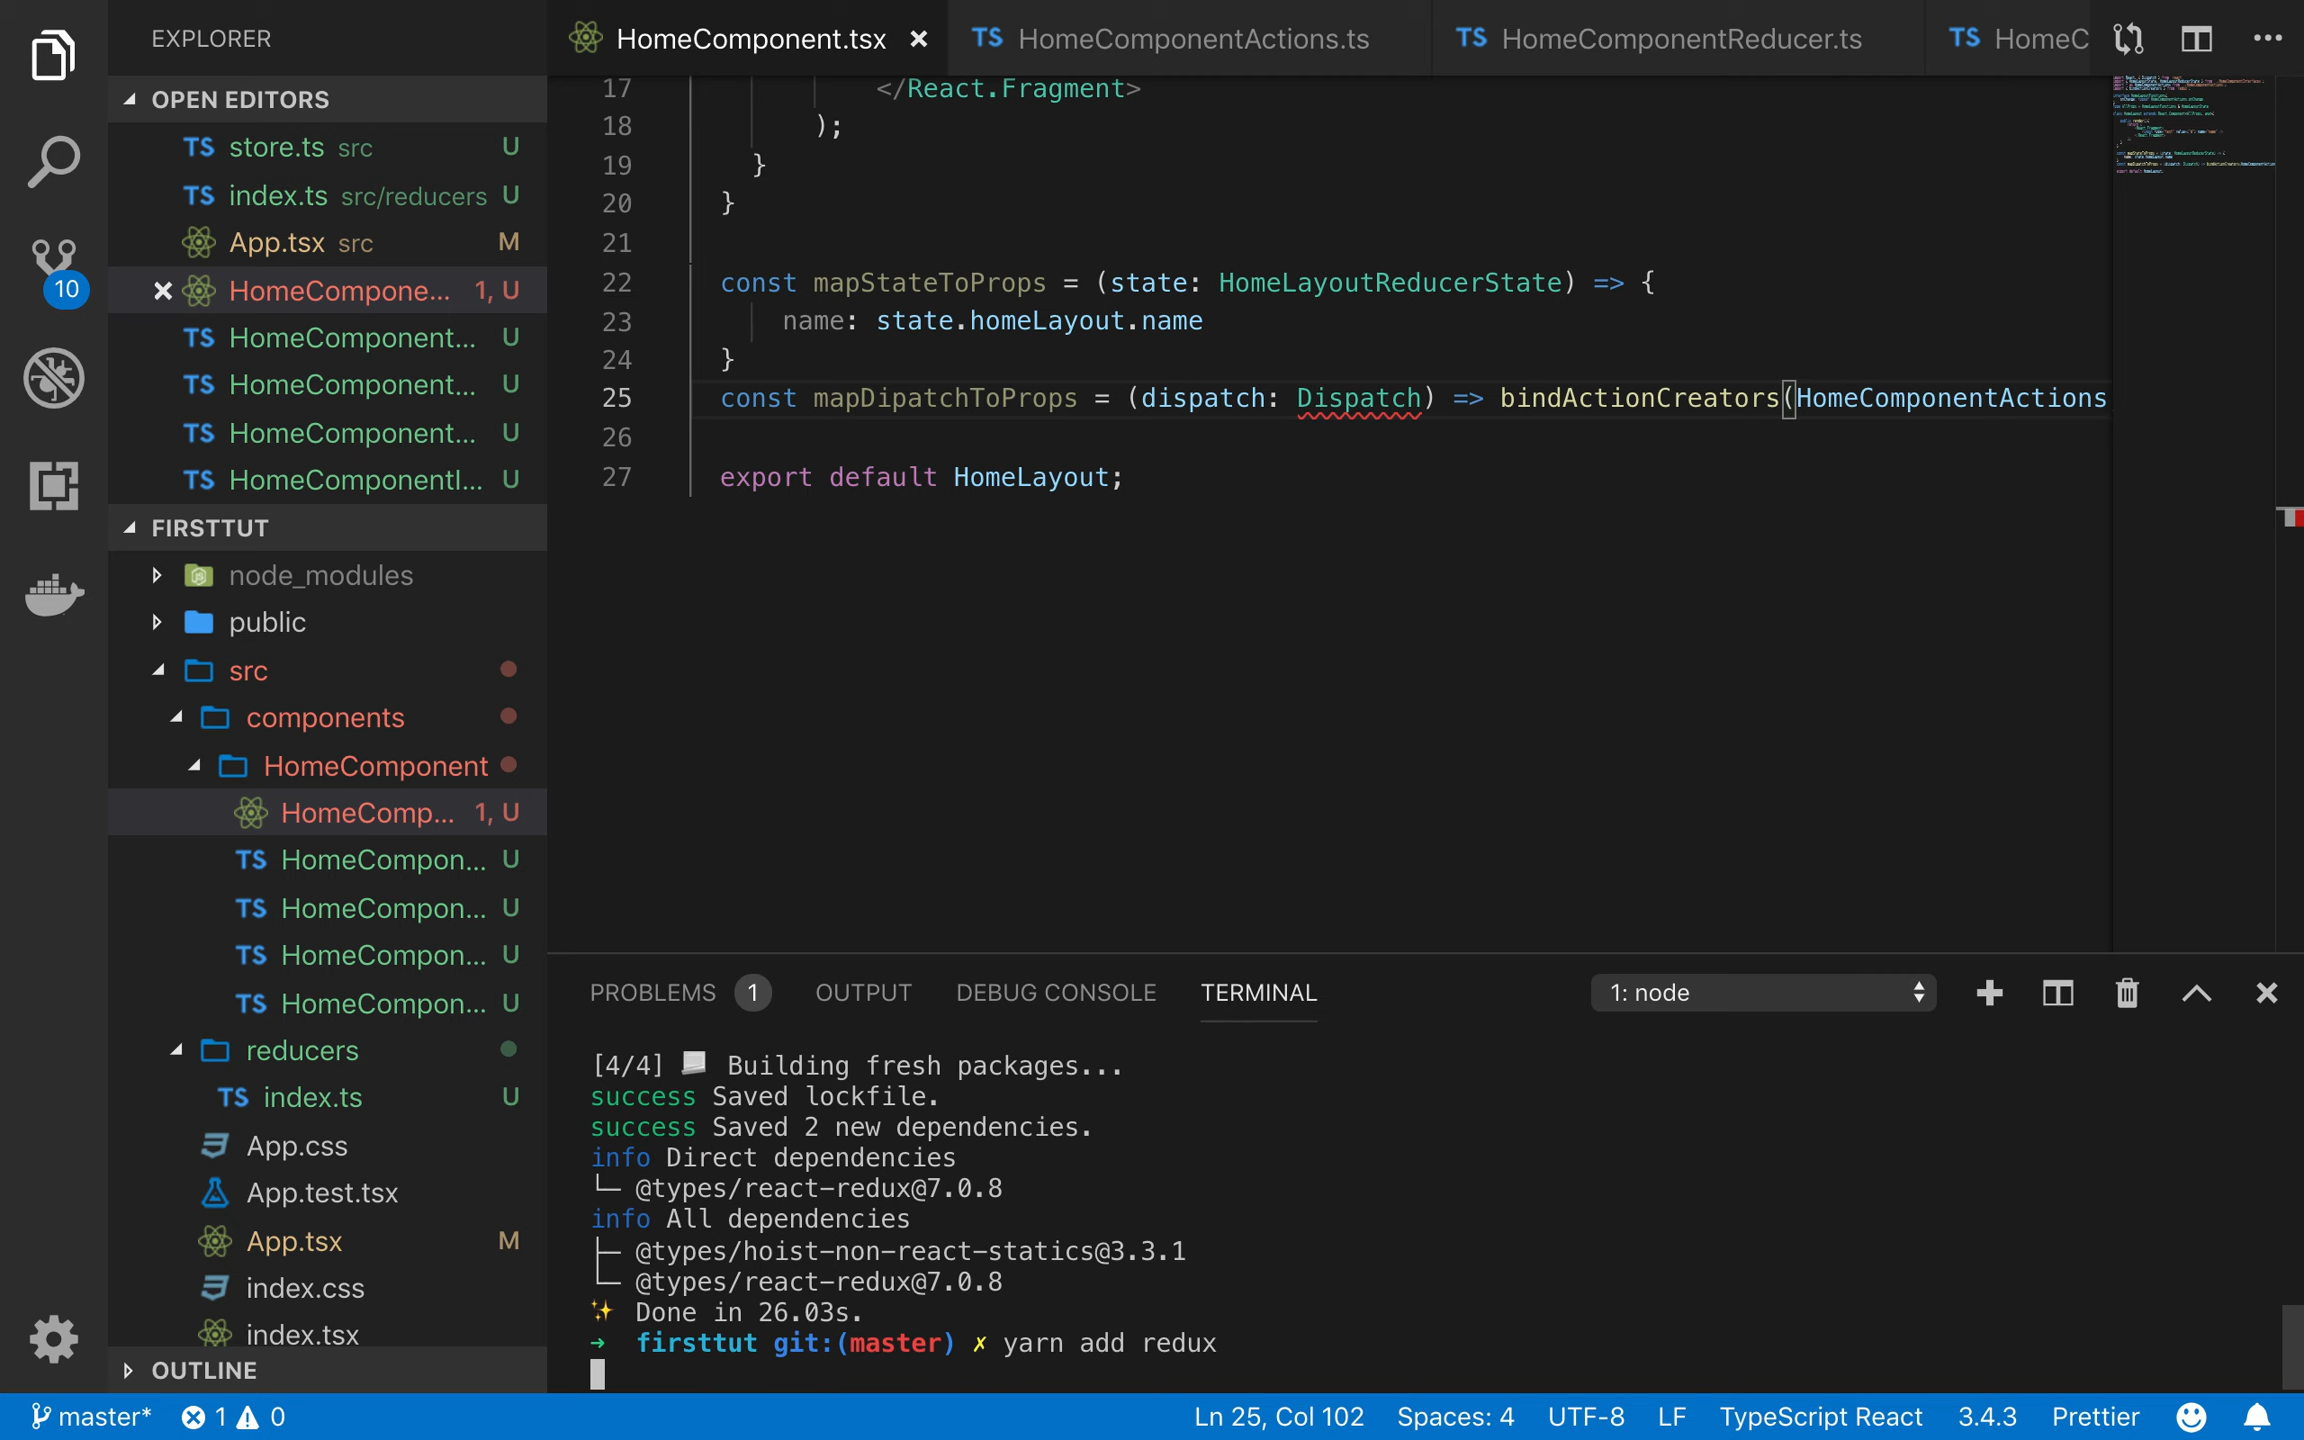 EXPLORER
OPEN EDITORS
TS store.ts src U
TS index.ts src/reducers U
App.tsx src M
HomeCompone... 1, U
TS HomeComponent... U
TS HomeComponent... U
TS HomeComponent... U
TS HomeComponentI... U
FIRSTTUT
node_modules
public
src
components
HomeComponent
HomeComp... 1, U
TS HomeCompon... U
TS HomeCompon... U
TS HomeCompon... U
TS HomeCompon... U
reducers
TS index.ts U
App.css
App.test.tsx
App.tsx M
index.css
index.tsx
OUTLINE
10
HomeComponent.tsx
TS HomeComponentActions.ts
TS HomeComponentReducer.ts
TS HomeC
17 </React.Fragment>
18 );
19 }
20 }
21
22 const mapStateToProps = (state: HomeLayoutReducerState) => {
23 name: state.homeLayout.name
24 }
25 const mapDipatchToProps = (dispatch: Dispatch) => bindActionCreators(HomeComponentActions
26
27 export default HomeLayout;
PROBLEMS 1 OUTPUT DEBUG CONSOLE TERMINAL 1: node
[4/4] Building fresh packages...
success Saved lockfile.
success Saved 2 new dependencies.
info Direct dependencies
└─ @types/react-redux@7.0.8
info All dependencies
├─ @types/hoist-non-react-statics@3.3.1
└─ @types/react-redux@7.0.8
✨ Done in 26.03s.
➜ firsttut git:(master) ✗ yarn add redux
master* 1 0 Ln 25, Col 102 Spaces: 4 UTF-8 LF TypeScript React 3.4.3 Prettier